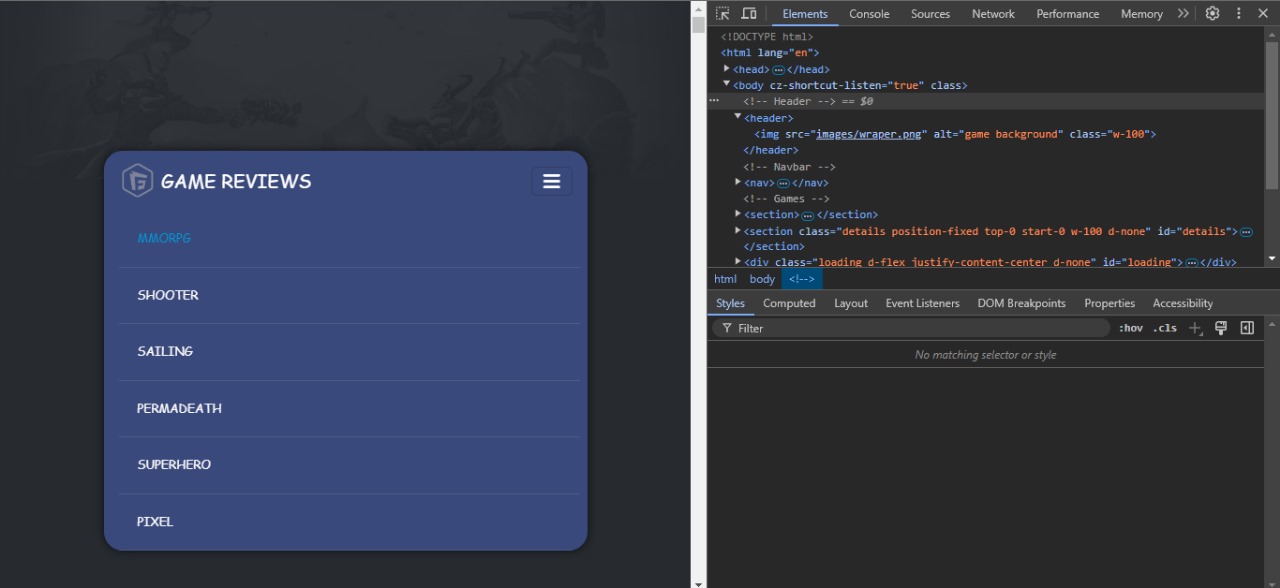 GAME REVIEWS
MMORPG
SHOOTER
SAILING
PERMADEATH
SUPERHERO
PIXEL
Elements Console Sources Network Performance Memory
<!DOCTYPE html>
<html lang="en">
<head> </head>
<body cz-shortcut-listen="true" class>
<!-- Header --> == $0
<header>
<img src="images/wraper.png" alt="game background" class="w-100">
</header>
<!-- Navbar -->
<nav> </nav>
<!-- Games -->
<section> </section>
<section class="details position-fixed top-0 start-0 w-100 d-none" id="details">
</section>
<div class="loading d-flex justify-content-center d-none" id="loading"> </div>
html body <!-->
Styles Computed Layout Event Listeners DOM Breakpoints Properties Accessibility
Filter :hov .cls
No matching selector or style